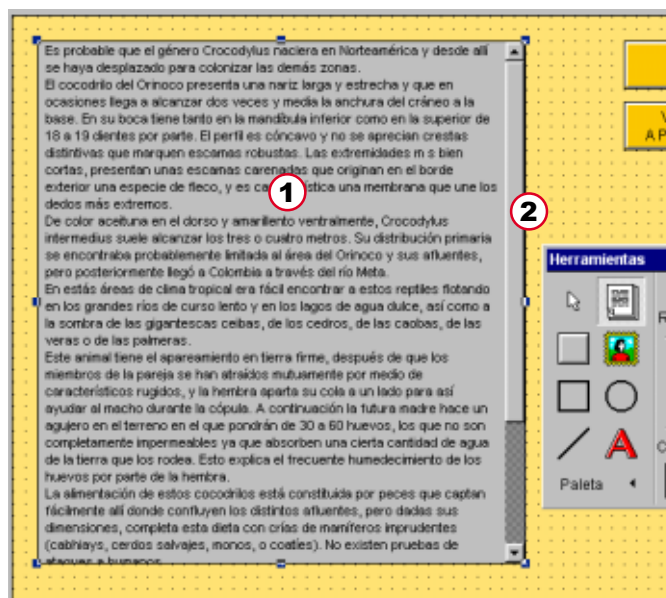 Es probable que el género Crocodylus naciera en Norteamérica y desde allí
se haya desplazado para colonizar las demás zonas.
El cocodrilo del Orinoco presenta una nariz larga y estrecha y que en
ocasiones llega a alcanzar dos veces y media la anchura del cráneo a la
base. En su boca tiene tanto en la mandíbula inferior como en la superior de
18 a 19 dientes por parte. El perfil es cóncavo y no se aprecian crestas
distintivas que marquen escamas robustas. Las extremidades m s bien
cortas, presentan unas escamas carenadas que originan en el borde
exterior una especie de fleco, y es ca ística una membrana que une los
dedos más extremos.
De color aceituna en el dorso y amarillento ventralmente, Crocodylus
intermedius suele alcanzar los tres o cuatro metros. Su distribución primaria
se encontraba probablemente limitada al área del Orinoco y sus afluentes,
pero posteriormente llegó a Colombia a través del río Meta.
En estás áreas de clima tropical era fácil encontrar a estos reptiles flotando
en los grandes ríos de curso lento y en los lagos de agua dulce, así como a
la sombra de las gigantescas ceibas, de los cedros, de las caobas, de las
veras o de las palmeras.
Este animal tiene el apareamiento en tierra firme, después de que los
miembros de la pareja se han atraídos mutuamente por medio de
característicos rugidos, y la hembra aparta su cola a un lado para así
ayudar al macho durante la cópula. A continuación la futura madre hace un
agujero en el terreno en el que pondrán de 30 a 60 huevos, los que no son
completamente impermeables ya que absorben una cierta cantidad de agua
de la tierra que los rodea. Esto explica el frecuente humedecimiento de los
huevos por parte de la hembra.
La alimentación de estos cocodrilos está constituida por peces que captan
fácilmente allí donde confluyen los distintos afluentes, pero dadas sus
dimensiones, completa esta dieta con crías de mamíferos imprudentes
(cabhiays, cerdos salvajes, monos, o coatíes). No existen pruebas de
ataques a humanos.
1
2
V
A P
Herramientas
R
A
C
Paleta